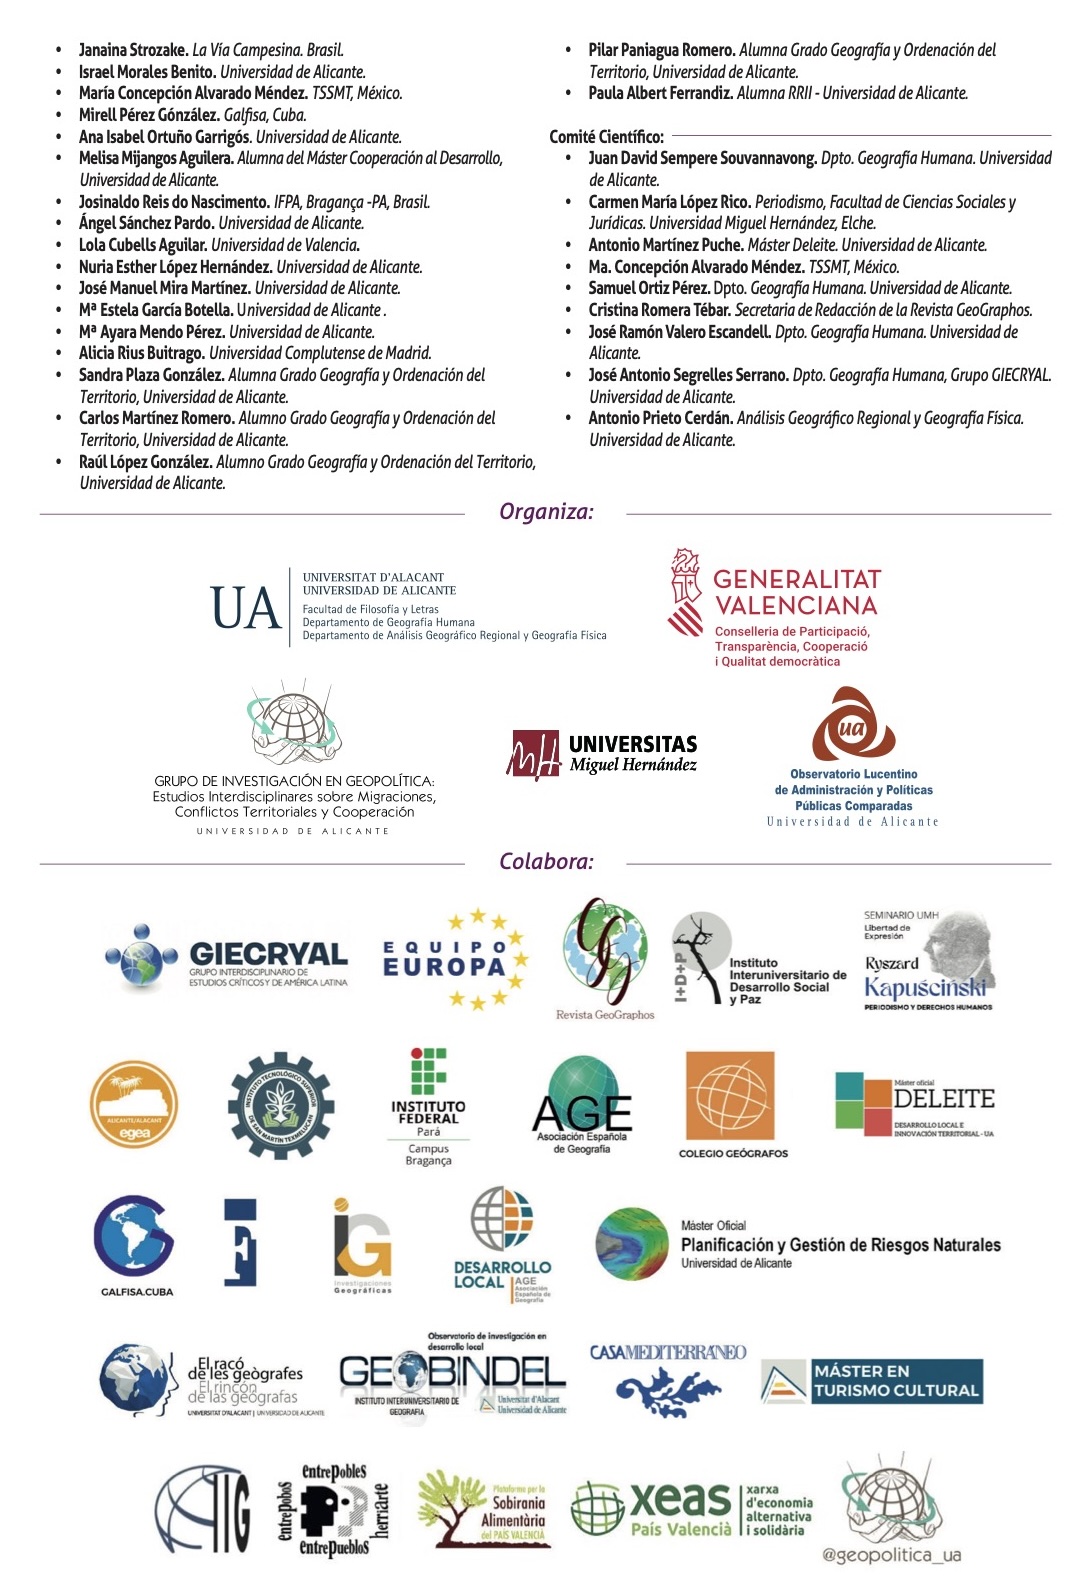 • Janaina Strozake. La Vía Campesina. Brasil.
• Israel Morales Benito. Universidad de Alicante.
• María Concepción Alvarado Méndez. TSSMT, México.
• Mirell Pérez Gónzález. Galfisa, Cuba.
• Ana Isabel Ortuño Garrigós. Universidad de Alicante.
• Melisa Mijangos Aguilera. Alumna del Máster Cooperación al Desarrollo,
Universidad de Alicante.
• Josinaldo Reis do Nascimento. IFPA, Bragança -PA, Brasil.
• Ángel Sánchez Pardo. Universidad de Alicante.
• Lola Cubells Aguilar. Universidad de Valencia.
• Nuria Esther López Hernández. Universidad de Alicante.
• José Manuel Mira Martínez. Universidad de Alicante.
• Mª Estela García Botella. Universidad de Alicante .
• Mª Ayara Mendo Pérez. Universidad de Alicante.
• Alicia Rius Buitrago. Universidad Complutense de Madrid.
• Sandra Plaza González. Alumna Grado Geografía y Ordenación del
Territorio, Universidad de Alicante.
• Carlos Martínez Romero. Alumno Grado Geografía y Ordenación del
Territorio, Universidad de Alicante.
• Raúl López González. Alumno Grado Geografía y Ordenación del Territorio,
Universidad de Alicante.
• Pilar Paniagua Romero. Alumna Grado Geografía y Ordenación del
Territorio, Universidad de Alicante.
• Paula Albert Ferrandiz. Alumna RRII - Universidad de Alicante.
Comité Científico:
• Juan David Sempere Souvannavong. Dpto. Geografía Humana. Universidad
de Alicante.
• Carmen María López Rico. Periodismo, Facultad de Ciencias Sociales y
Jurídicas. Universidad Miguel Hernández, Elche.
• Antonio Martínez Puche. Máster Deleite. Universidad de Alicante.
• Ma. Concepción Alvarado Méndez. TSSMT, México.
• Samuel Ortiz Pérez. Dpto. Geografía Humana. Universidad de Alicante.
• Cristina Romera Tébar. Secretaria de Redacción de la Revista GeoGraphos.
• José Ramón Valero Escandell. Dpto. Geografía Humana. Universidad de
Alicante.
• José Antonio Segrelles Serrano. Dpto. Geografía Humana, Grupo GIECRYAL.
Universidad de Alicante.
• Antonio Prieto Cerdán. Análisis Geográfico Regional y Geografía Física.
Universidad de Alicante.
Organiza:
UA
UNIVERSITAT D'ALACANT
UNIVERSIDAD DE ALICANTE
Facultad de Filosofía y Letras
Departamento de Geografía Humana
Departamento de Análisis Geográfico Regional y Geografía Física
GENERALITAT
VALENCIANA
Conselleria de Participació,
Transparència, Cooperació
i Qualitat democràtica
GRUPO DE INVESTIGACIÓN EN GEOPOLÍTICA:
Estudios Interdisciplinares sobre Migraciones,
Conflictos Territoriales y Cooperación
UNIVERSIDAD DE ALICANTE
MH
UNIVERSITAS
Miguel Hernández
ua
Observatorio Lucentino
de Administración y Políticas
Públicas Comparadas
Universidad de Alicante
Colabora:
GIECRYAL
GRUPO INTERDISCIPLINARIO DE
ESTUDIOS CRÍTICOS Y DE AMÉRICA LATINA
EQUIPO
EUROPA
Revista GeoGraphos
I+D+P
Instituto
Interuniversitario de
Desarrollo Social
y Paz
SEMINARIO UMH
Libertad de
Expresión
Ryszard
Kapuściński
PERIODISMO Y DERECHOS HUMANOS
ALICANTE/ALACANT
egea
INSTITUTO TECNOLÓGICO SUPERIOR
DE SAN MARTÍN TEXMELUCAN
INSTITUTO
FEDERAL
Pará
Campus
Bragança
AGE
Asociación Española
de Geografía
COLEGIO GEÓGRAFOS
Máster oficial
DELEITE
DESARROLLO LOCAL E
INNOVACIÓN TERRITORIAL - UA
GALFISA.CUBA
F
iG
Investigaciones
Geográficas
DESARROLLO
LOCAL
AGE
Asociación
Española de
Geografía
Máster Oficial
Planificación y Gestión de Riesgos Naturales
Universidad de Alicante
El racó
de les geògrafes
El rincón
de las geógrafas
UNIVERSITAT D'ALACANT | UNIVERSIDAD DE ALICANTE
Observatorio de investigación en
desarrollo local
GEOBINDEL
INSTITUTO INTERUNIVERSITARIO DE
GEOGRAFIA
Universitat d'Alacant
Universidad de Alicante
CASAMEDITERRÁNEO
MÁSTER EN
TURISMO CULTURAL
IIG
entrepobleS
entrepobos
herriarte
entrepuebloS
Plataforma per la
Sobirania
Alimentària
del PAÍS VALENCIÀ
xeas
País Valencià
xarxa
d'economia
alternativa
i solidària
@geopolitica_ua